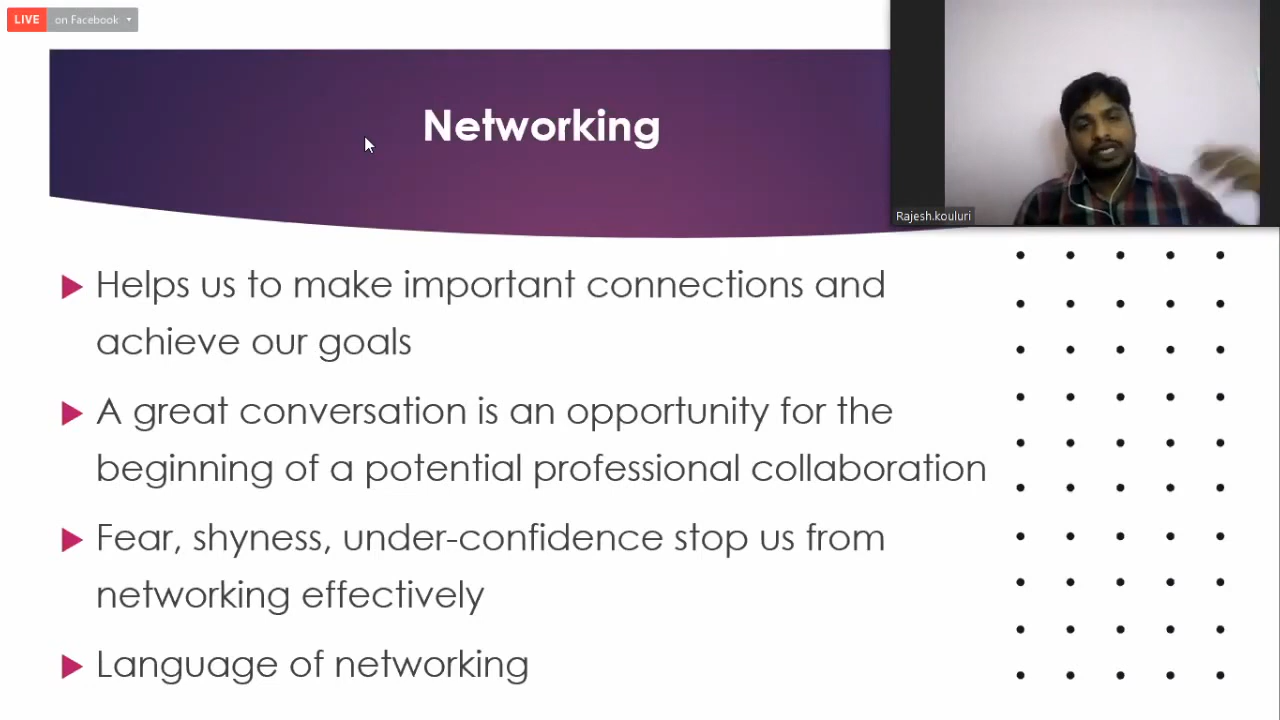 LIVE on Facebook
Networking
Rajesh.kouluri
Helps us to make important connections and
achieve our goals
A great conversation is an opportunity for the
beginning of a potential professional collaboration
Fear, shyness, under-confidence stop us from
networking effectively
Language of networking